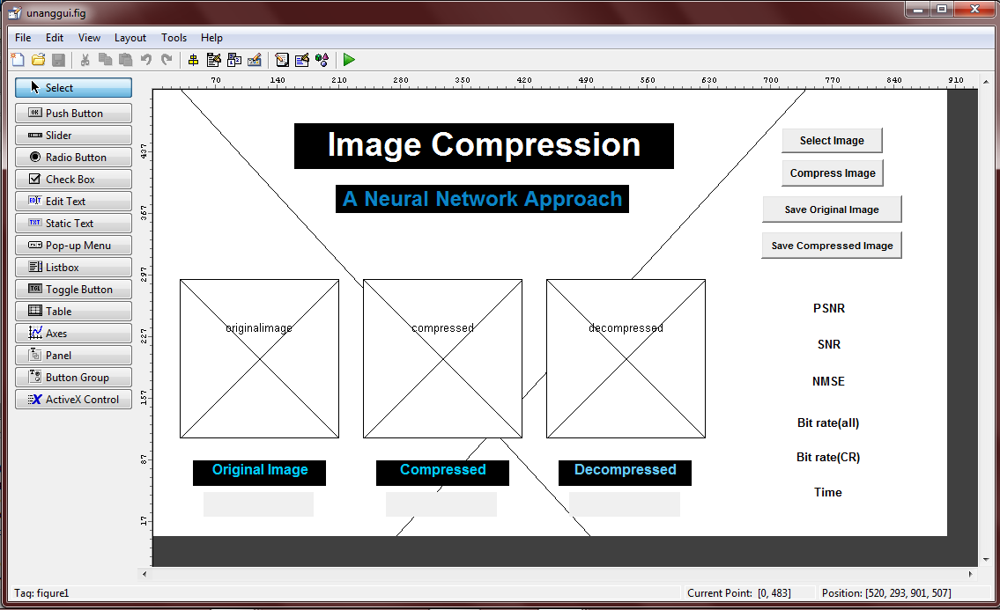 unanggui.fig
File Edit View Layout Tools Help
70 140 210 280 350 420 490 560 630 700 770 840 910
Select
OK Push Button
Slider
Radio Button
Check Box
EDIT Edit Text
TXT Static Text
Pop-up Menu
Listbox
TGL Toggle Button
Table
Axes
Panel
Button Group
ActiveX Control
437
367
297
227
157
87
17
Image Compression
A Neural Network Approach
Select Image
Compress Image
Save Original Image
Save Compressed Image
originalimage compressed decompressed
PSNR
SNR
NMSE
Bit rate(all)
Bit rate(CR)
Time
Original Image Compressed Decompressed
Tag: figure1 Current Point: [0, 483] Position: [520, 293, 901, 507]